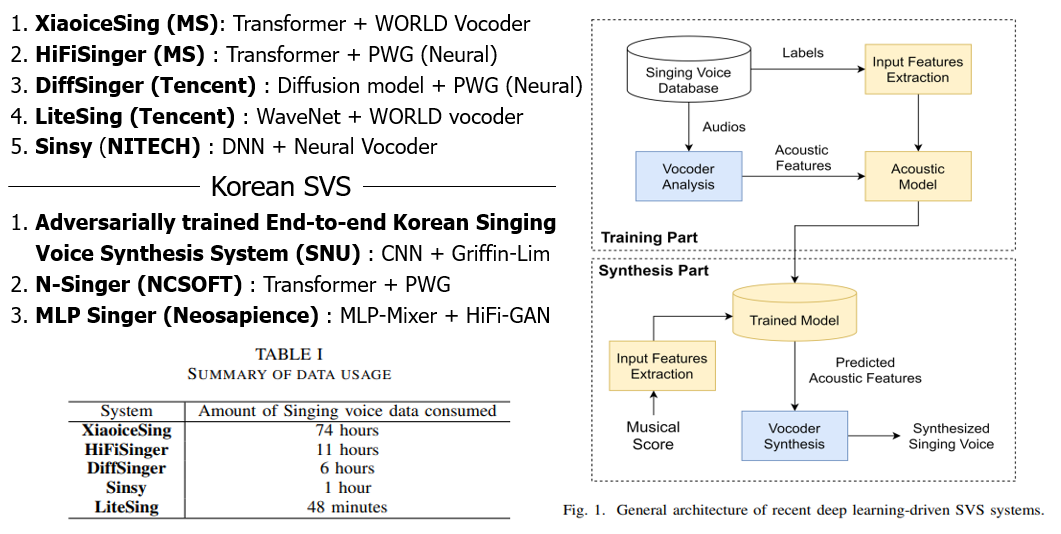 1. XiaoiceSing (MS): Transformer + WORLD Vocoder
2. HiFiSinger (MS) : Transformer + PWG (Neural)
3. DiffSinger (Tencent) : Diffusion model + PWG (Neural)
4. LiteSing (Tencent) : WaveNet + WORLD vocoder
5. Sinsy (NITECH) : DNN + Neural Vocoder
Korean SVS
1. Adversarially trained End-to-end Korean Singing
Voice Synthesis System (SNU) : CNN + Griffin-Lim
2. N-Singer (NCSOFT) : Transformer + PWG
3. MLP Singer (Neosapience) : MLP-Mixer + HiFi-GAN
TABLE I
SUMMARY OF DATA USAGE
System Amount of Singing voice data consumed
XiaoiceSing 74 hours
HiFiSinger 11 hours
DiffSinger 6 hours
Sinsy 1 hour
LiteSing 48 minutes
Singing Voice
Database
Labels
Input Features
Extraction
Audios
Vocoder
Analysis
Acoustic
Features
Acoustic
Model
Training Part
Synthesis Part
Trained Model
Input Features
Extraction
Musical
Score
Predicted
Acoustic Features
Vocoder
Synthesis
Synthesized
Singing Voice
Fig. 1. General architecture of recent deep learning-driven SVS systems.